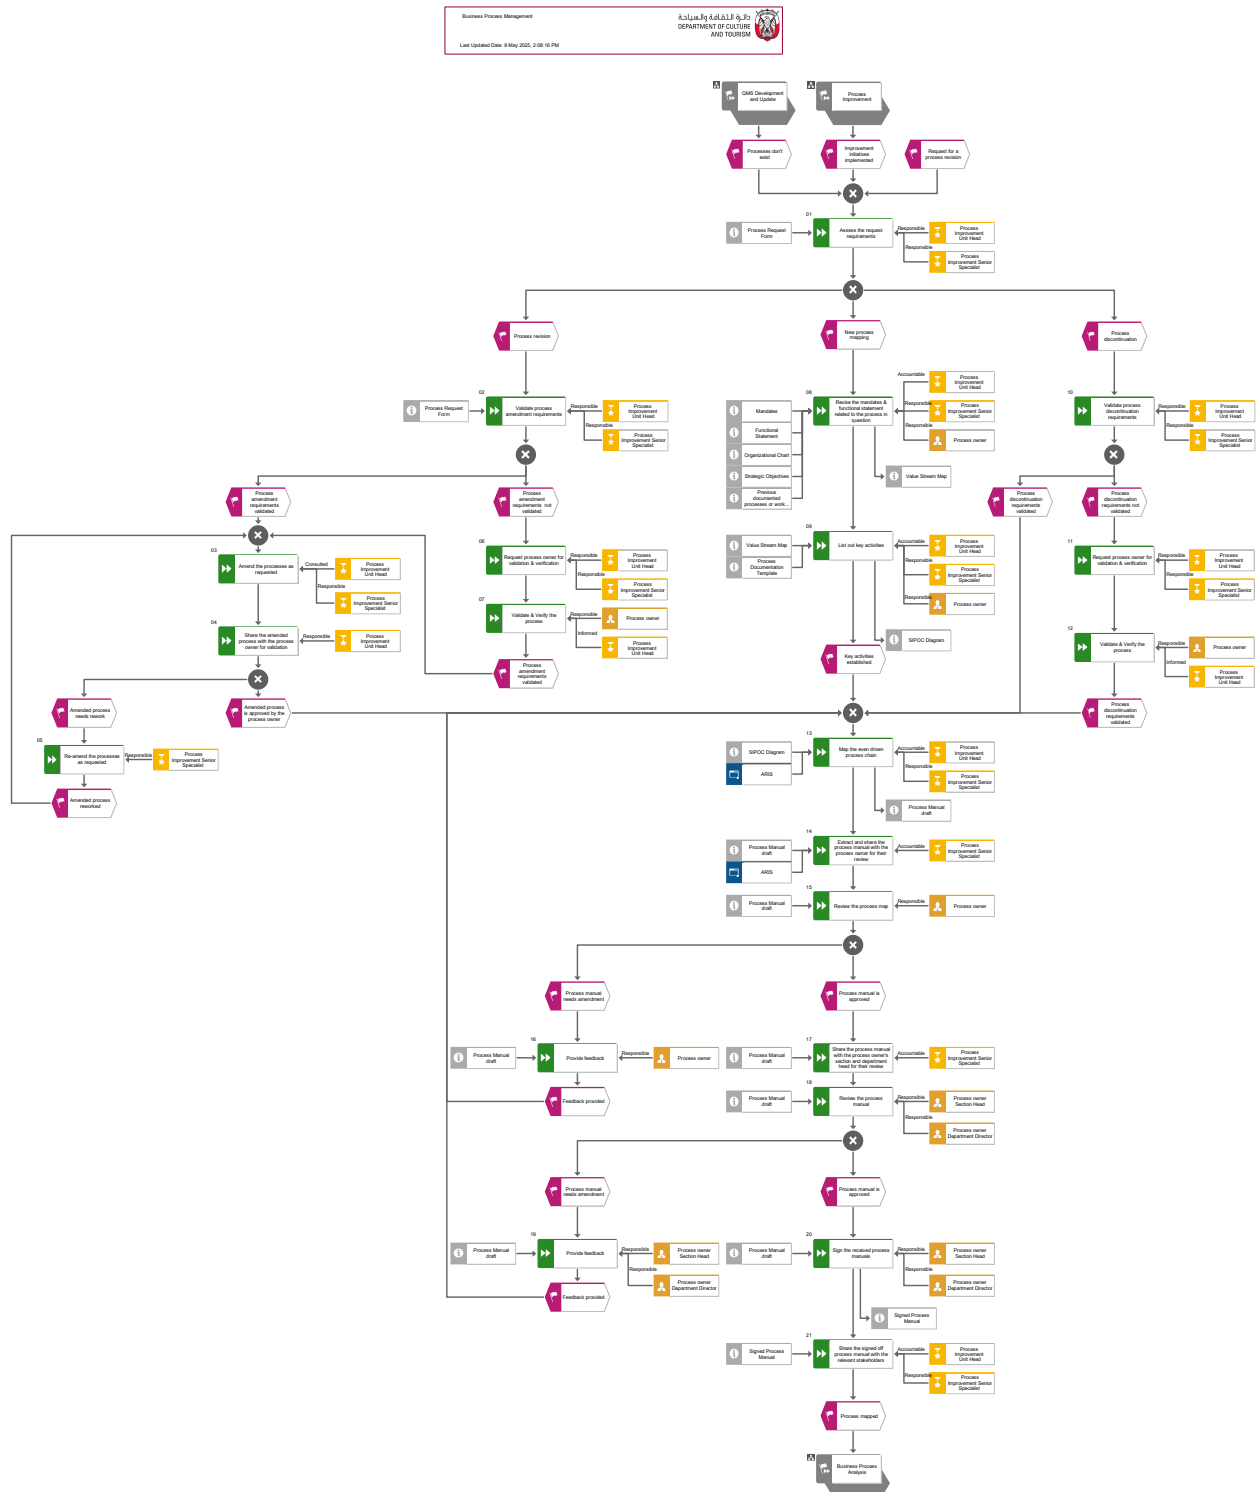 Business Process Management
دائرة الثقافة والسياحة
DEPARTMENT OF CULTURE
AND TOURISM
Last Updated Date: 8 May 2025, 2:08:16 PM
QMS Development
and Update
Process
Improvement
Processes don't
exist
Improvement
initiatives
implemented
Request for a
process revision
01
Process Request
Form
Assess the request
requirements
Responsible
Process
Improvement
Unit Head
Responsible
Process
Improvement Senior
Specialist
Process revision
New process
mapping
Process
discontinuation
02
Process Request
Form
Validate process
amendment requirements
Responsible
Process
Improvement
Unit Head
Responsible
Process
Improvement Senior
Specialist
08
Mandates
Functional
Statement
Organizational Chart
Strategic Objectives
Previous
documented
processes or work...
Revise the mandates &
functional statement
related to the process in
question
Accountable
Process
Improvement
Unit Head
Responsible
Process
Improvement Senior
Specialist
Responsible
Process owner
Value Stream Map
10
Validate process
discontinuation
requirements
Responsible
Process
Improvement
Unit Head
Responsible
Process
Improvement Senior
Specialist
Process
amendment
requirements
validated
Process
amendment
requirements not
validated
Process
discontinuation
requirements
validated
Process
discontinuation
requirements not
validated
03
Amend the processes as
requested
Consulted
Process
Improvement
Unit Head
Responsible
Process
Improvement Senior
Specialist
06
Request process owner for
validation & verification
Responsible
Process
Improvement
Unit Head
Responsible
Process
Improvement Senior
Specialist
09
Value Stream Map
Process
Documentation
Template
List out key activities
Accountable
Process
Improvement
Unit Head
Responsible
Process
Improvement Senior
Specialist
Responsible
Process owner
SIPOC Diagram
11
Request process owner for
validation & verification
Responsible
Process
Improvement
Unit Head
Responsible
Process
Improvement Senior
Specialist
04
Share the amended
process with the process
owner for validation
Responsible
Process
Improvement
Unit Head
07
Validate & Verify the
process
Responsible
Process owner
Informed
Process
Improvement
Unit Head
12
Validate & Verify the
process
Responsible
Process owner
Informed
Process
Improvement
Unit Head
Process
amendment
requirements
validated
Key activities
established
Amended process
needs rework
Amended process
is approved by the
process owner
Process
discontinuation
requirements
validated
05
Re-amend the processes
as requested
Responsible
Process
Improvement Senior
Specialist
Amended process
reworked
13
SIPOC Diagram
ARIS
Map the even driven
process chain
Accountable
Process
Improvement
Unit Head
Responsible
Process
Improvement Senior
Specialist
Process Manual
draft
14
Process Manual
draft
ARIS
Extract and share the
process manual with the
process owner for their
review
Accountable
Process
Improvement Senior
Specialist
15
Process Manual
draft
Review the process map
Responsible
Process owner
Process manual
needs amendment
Process manual is
approved
16
Process Manual
draft
Provide feedback
Responsible
Process owner
17
Process Manual
draft
Share the process manual
with the process owner's
section and department
head for their review
Accountable
Process
Improvement Senior
Specialist
Feedback provided
18
Process Manual
draft
Review the process
manual
Responsible
Process owner
Section Head
Responsible
Process owner
Department Director
Process manual
needs amendment
Process manual is
approved
19
Process Manual
draft
Provide feedback
Responsible
Process owner
Section Head
Responsible
Process owner
Department Director
20
Process Manual
draft
Sign the received process
manuals
Responsible
Process owner
Section Head
Responsible
Process owner
Department Director
Feedback provided
Signed Process
Manual
21
Signed Process
Manual
Share the signed off
process manual with the
relevant stakeholders
Accountable
Process
Improvement
Unit Head
Responsible
Process
Improvement Senior
Specialist
Process mapped
Business Process
Analysis